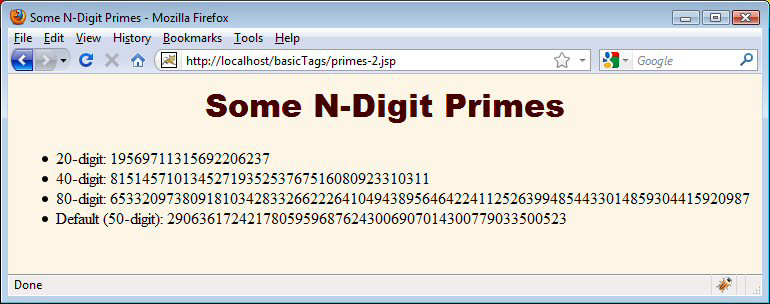 Some N-Digit Primes - Mozilla Firefox
File Edit View History Bookmarks Tools Help
http://localhost/basicTags/primes-2.jsp Google
Some N-Digit Primes
• 20-digit: 19569711315692206237
• 40-digit: 8151457101345271935253767516080923310311
• 80-digit: 65332097380918103428332662226410494389564642241125263994854433014859304415920987
• Default (50-digit): 29063617242178059596876243006907014300779033500523
Done